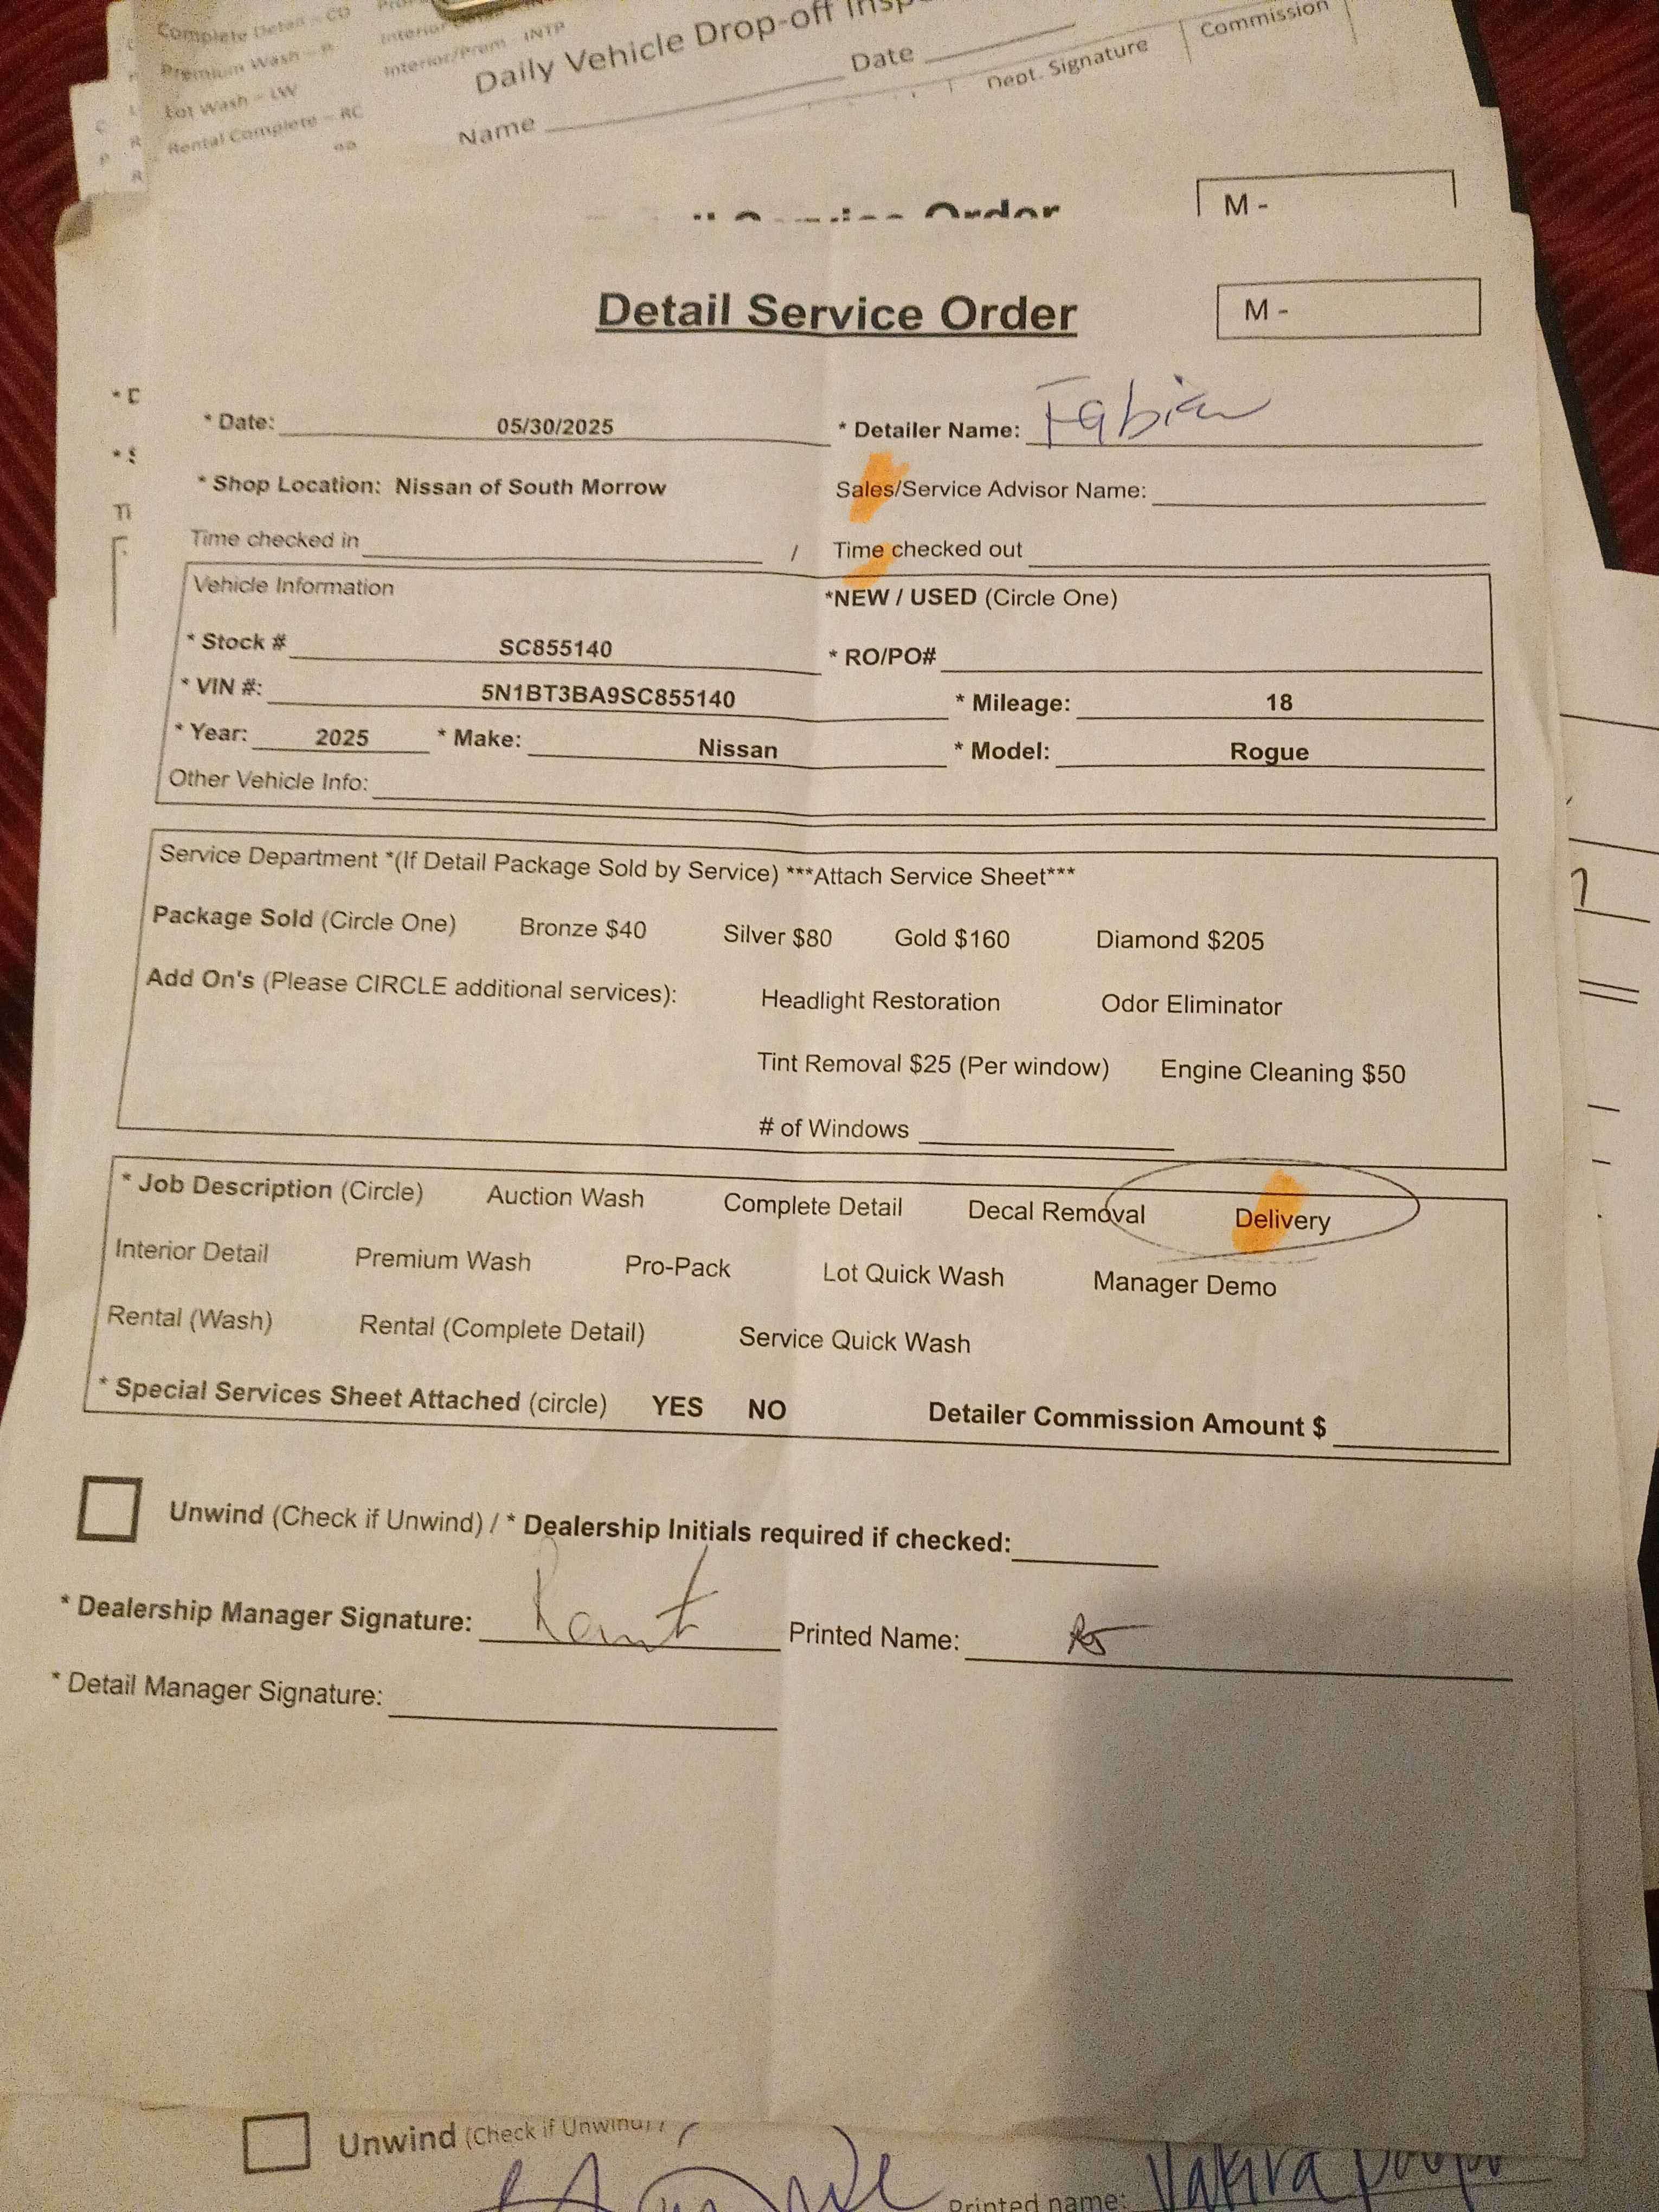 Complete Detail - CD
Premium Wash - P
Interior
Lot Wash - LW
Interior/Prem INTP
Rental Complete - RC
Daily Vehicle Drop-off
Name Date
Dept. Signature
Commission
M -
Detail Service Order
M -
* Date: 05/30/2025 * Detailer Name: Fabian
* Shop Location: Nissan of South Morrow Sales/Service Advisor Name:
Time checked in / Time checked out
Vehicle Information *NEW / USED (Circle One)
* Stock # SC855140 * RO/PO#
* VIN #: 5N1BT3BA9SC855140 * Mileage: 18
* Year: 2025 * Make: Nissan * Model: Rogue
Other Vehicle Info:
Service Department *(If Detail Package Sold by Service) ***Attach Service Sheet***
Package Sold (Circle One) Bronze $40 Silver $80 Gold $160 Diamond $205
Add On's (Please CIRCLE additional services): Headlight Restoration Odor Eliminator
Tint Removal $25 (Per window) Engine Cleaning $50
# of Windows
* Job Description (Circle) Auction Wash Complete Detail Decal Removal Delivery
Interior Detail Premium Wash Pro-Pack Lot Quick Wash Manager Demo
Rental (Wash) Rental (Complete Detail) Service Quick Wash
* Special Services Sheet Attached (circle) YES NO Detailer Commission Amount $
Unwind (Check if Unwind) / * Dealership Initials required if checked:
* Dealership Manager Signature: Printed Name:
* Detail Manager Signature:
Unwind (Check if Unwind) /
Printed name: